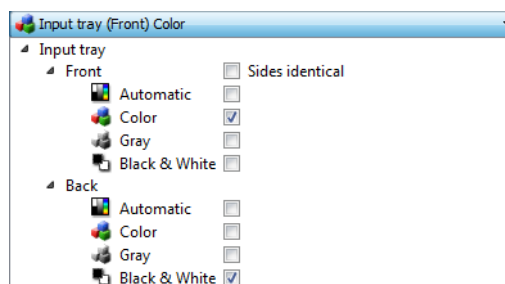 Input tray (Front) Color
Input tray
Front Sides identical
Automatic
Color
Gray
Black & White
Back
Automatic
Color
Gray
Black & White